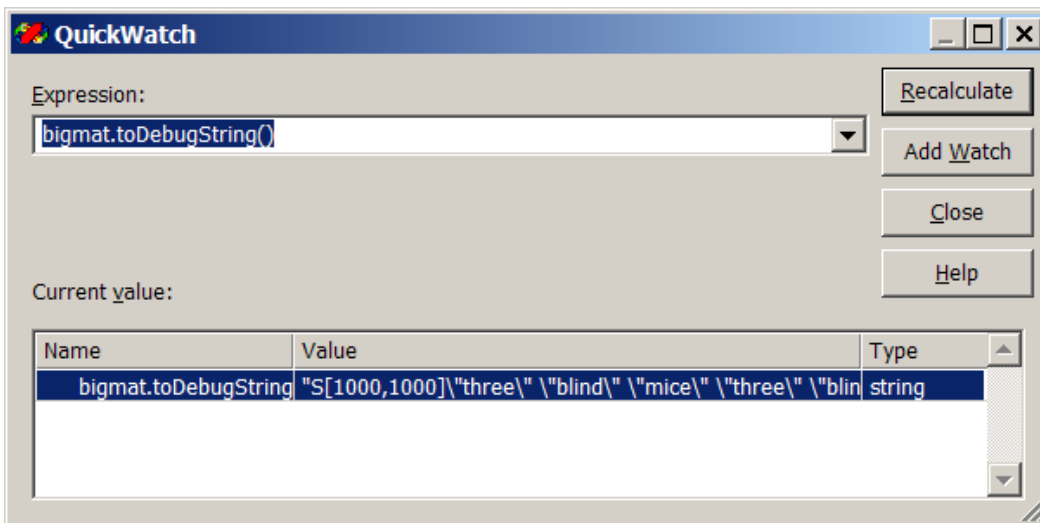 QuickWatch
Expression:
bigmat.toDebugString()
Recalculate
Add Watch
Close
Help
Current value:
Name Value Type
bigmat.toDebugString "S[1000,1000]\"three\" \"blind\" \"mice\" \"three\" \"blin string